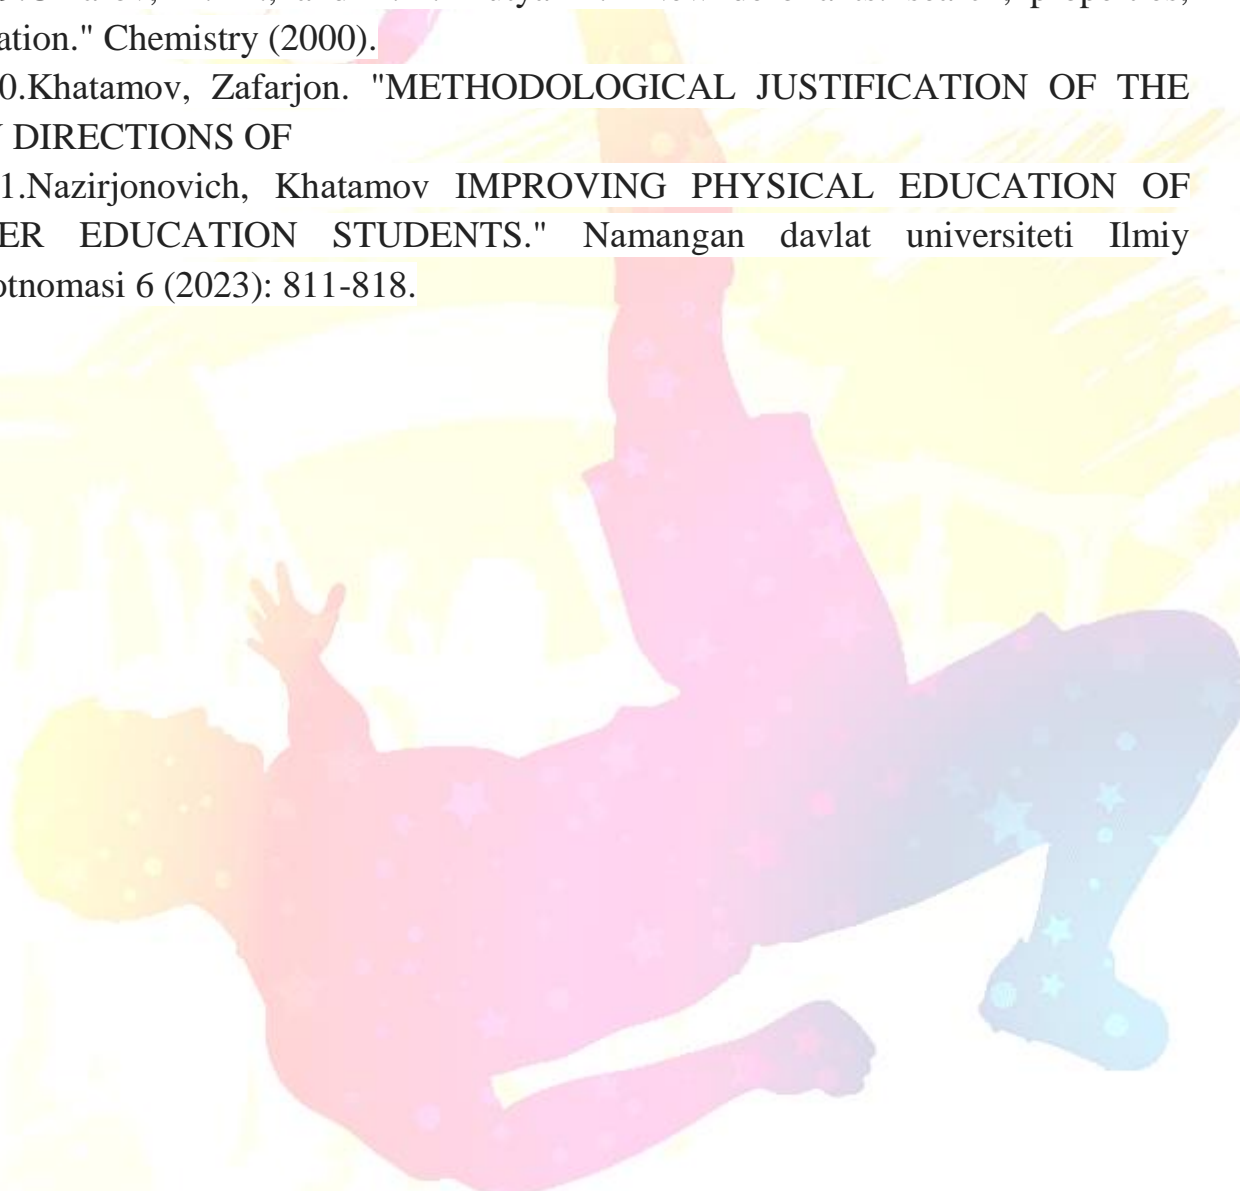 ation." Chemistry (2000).
0.Khatamov, Zafarjon. "METHODOLOGICAL JUSTIFICATION OF THE
DIRECTIONS OF
1.Nazirjonovich, Khatamov IMPROVING PHYSICAL EDUCATION OF
ER EDUCATION STUDENTS." Namangan davlat universiteti Ilmiy
otnomasi 6 (2023): 811-818.